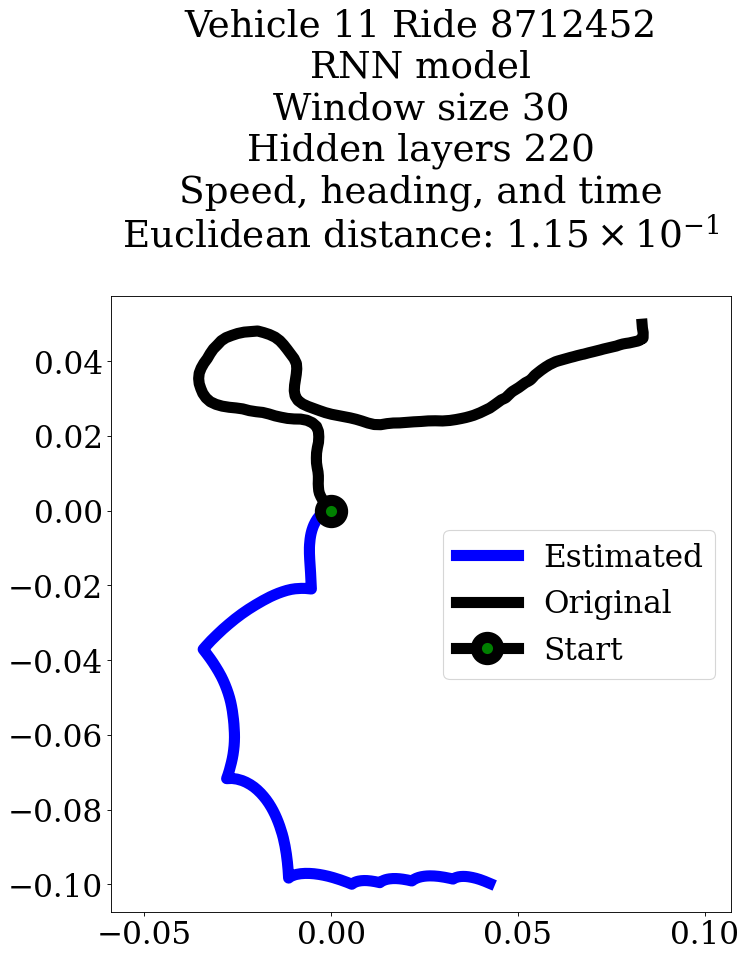 Vehicle 11 Ride 8712452
RNN model
Window size 30
Hidden layers 220
Speed, heading, and time
Euclidean distance: 1.15 × 10⁻¹
0.04
0.02
0.00
−0.02
−0.04
−0.06
−0.08
−0.10
Estimated
Original
Start
−0.05 0.00 0.05 0.10